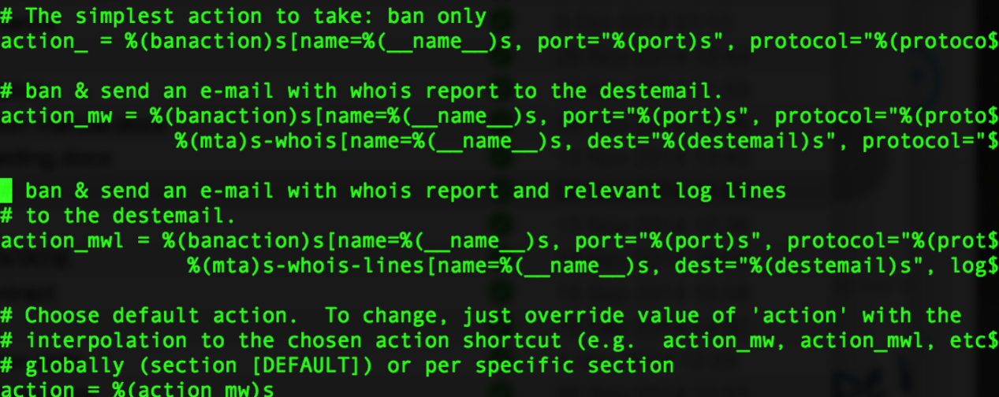 # The simplest action to take: ban only
action_ = %(banaction)s[name=%(__name__)s, port="%(port)s", protocol="%(protoco$
# ban & send an e-mail with whois report to the destemail.
action_mw = %(banaction)s[name=%(__name__)s, port="%(port)s", protocol="%(proto$
%(mta)s-whois[name=%(__name__)s, dest="%(destemail)s", protocol="$
# ban & send an e-mail with whois report and relevant log lines
# to the destemail.
action_mwl = %(banaction)s[name=%(__name__)s, port="%(port)s", protocol="%(prot$
%(mta)s-whois-lines[name=%(__name__)s, dest="%(destemail)s", log$
# Choose default action.  To change, just override value of 'action' with the
# interpolation to the chosen action shortcut (e.g.  action_mw, action_mwl, etc$
# globally (section [DEFAULT]) or per specific section
action = %(action_mw)s